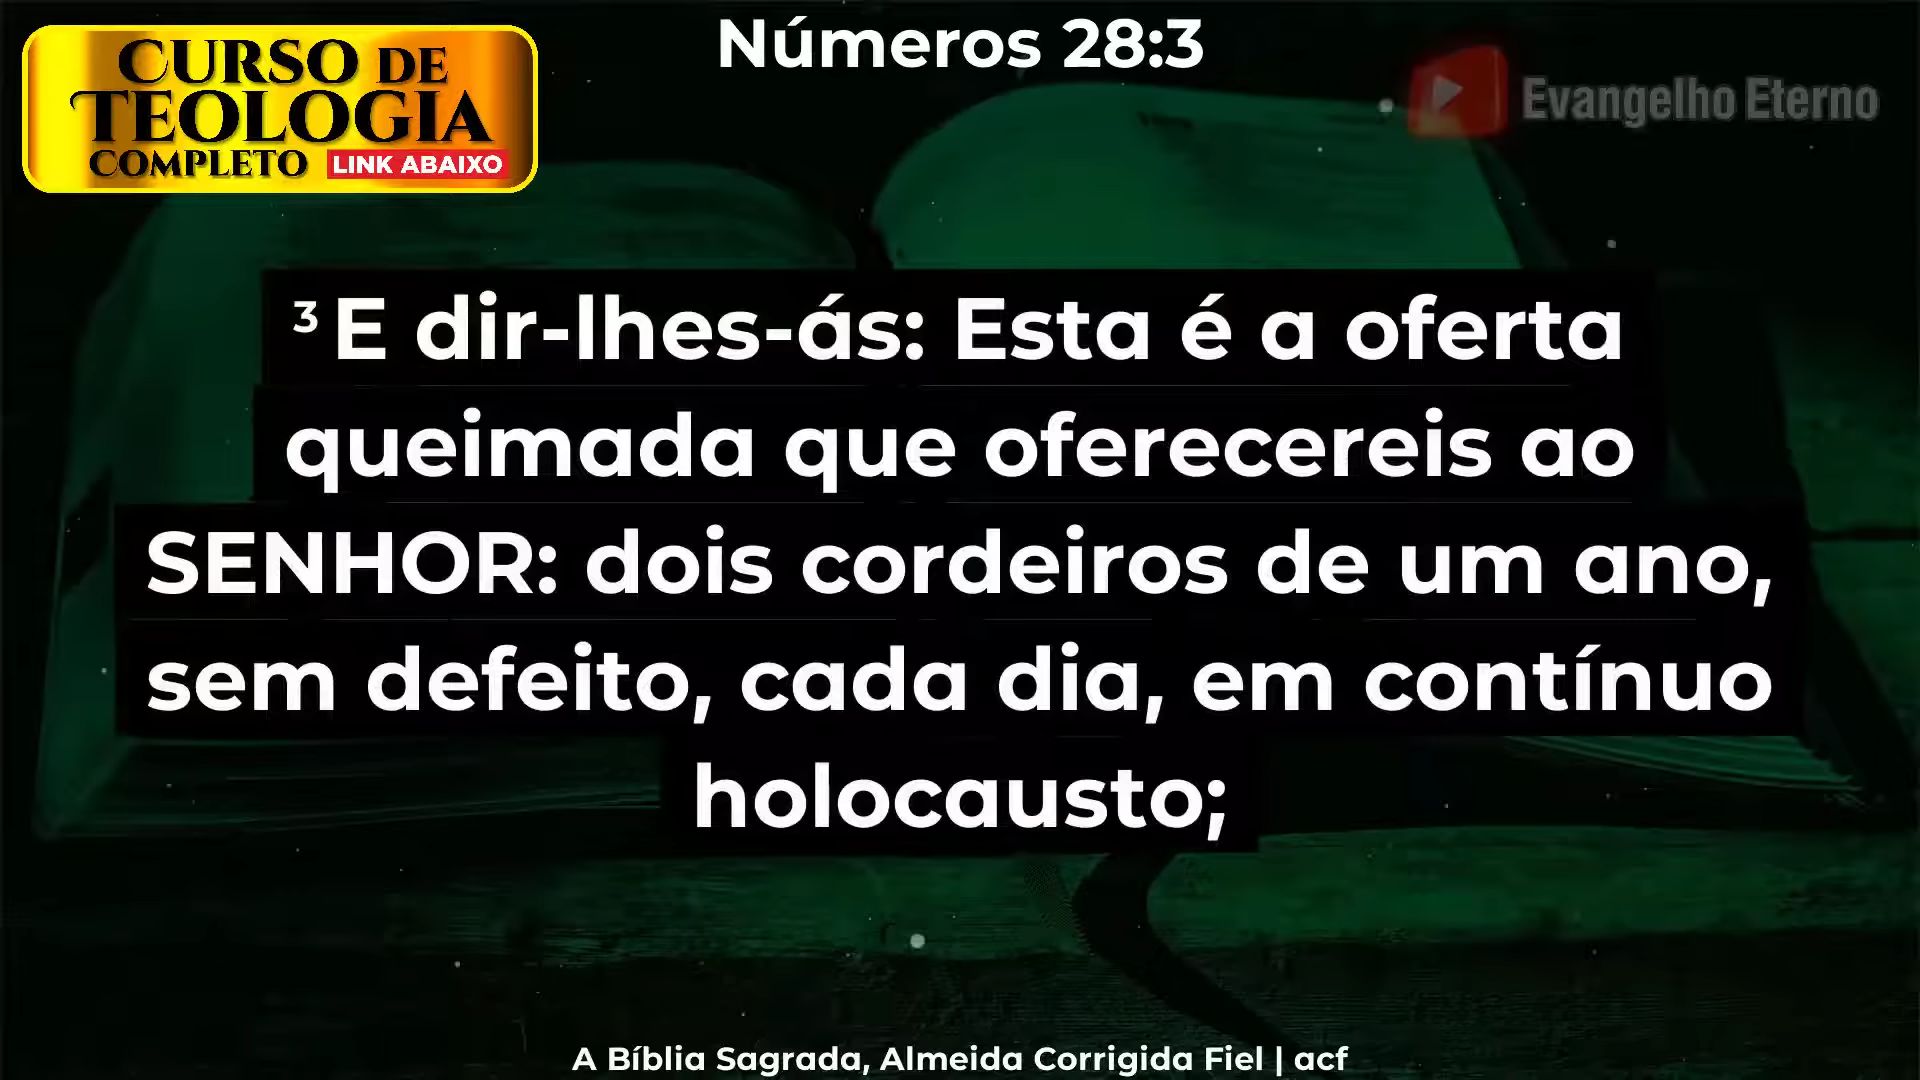 Números 28:3
CURSO DE
TEOLOGIA
COMPLETO LINK ABAIXO
Evangelho Eterno
3 E dir-lhes-ás: Esta é a oferta
queimada que oferecereis ao
SENHOR: dois cordeiros de um ano,
sem defeito, cada dia, em contínuo
holocausto;
A Bíblia Sagrada, Almeida Corrigida Fiel | acf